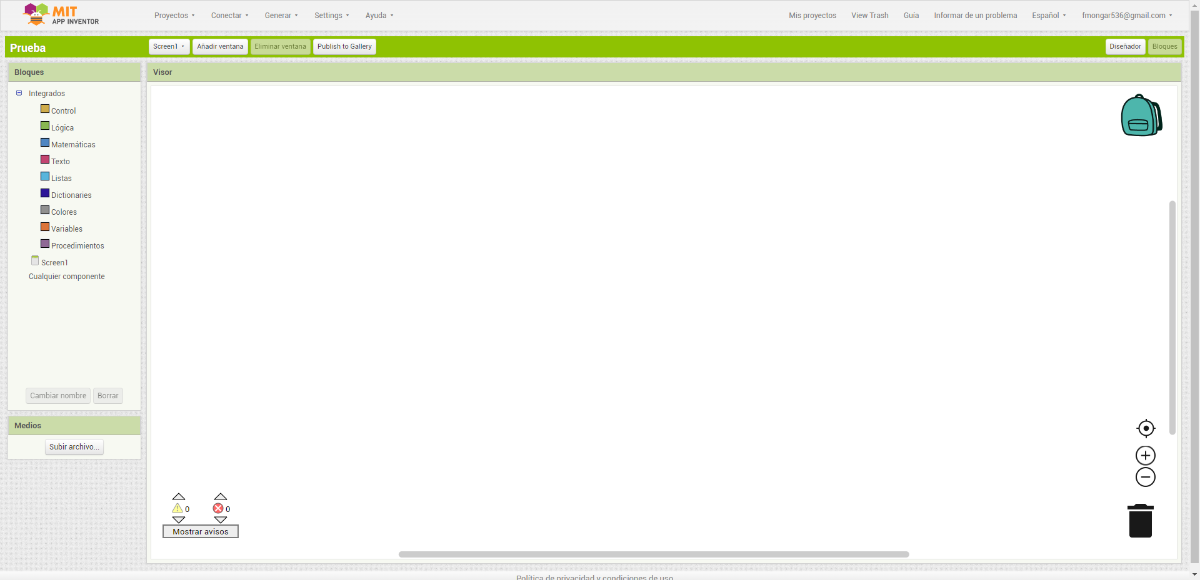 MIT
APP INVENTOR
Proyectos Conectar Generar Settings Ayuda
Mis proyectos View Trash Guía Informar de un problema Español fmongar536@gmail.com
Prueba
Screen1 Añadir ventana Eliminar ventana Publish to Gallery
Diseñador Bloques
Bloques
Integrados
Control
Lógica
Matemáticas
Texto
Listas
Dictionaries
Colores
Variables
Procedimientos
Screen1
Cualquier componente
Cambiar nombre Borrar
Medios
Subir archivo...
Visor
0 0
Mostrar avisos
Política de privacidad y condiciones de uso